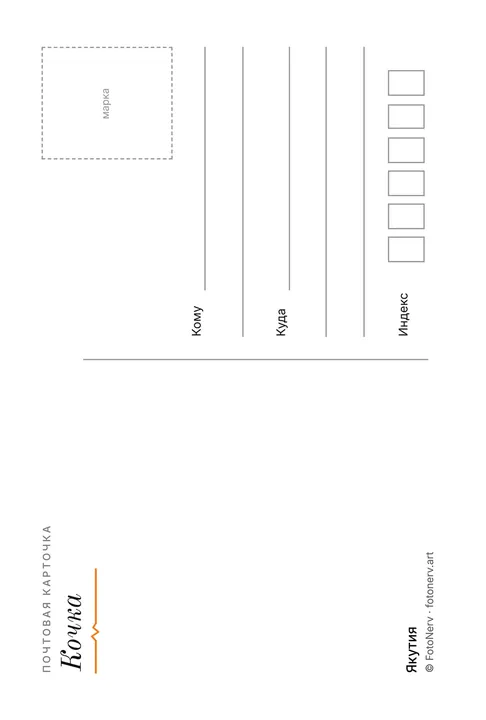 ПОЧТОВАЯ КАРТОЧКА
Кочка
марка
Кому
Куда
Индекс
Якутия
© FotoNerv · fotonerv.art